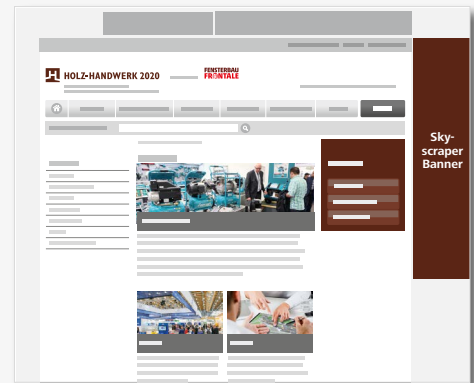 HOLZ-HANDWERK 2020
FENSTERBAU
FRONTALE
Sky-
scraper
Banner